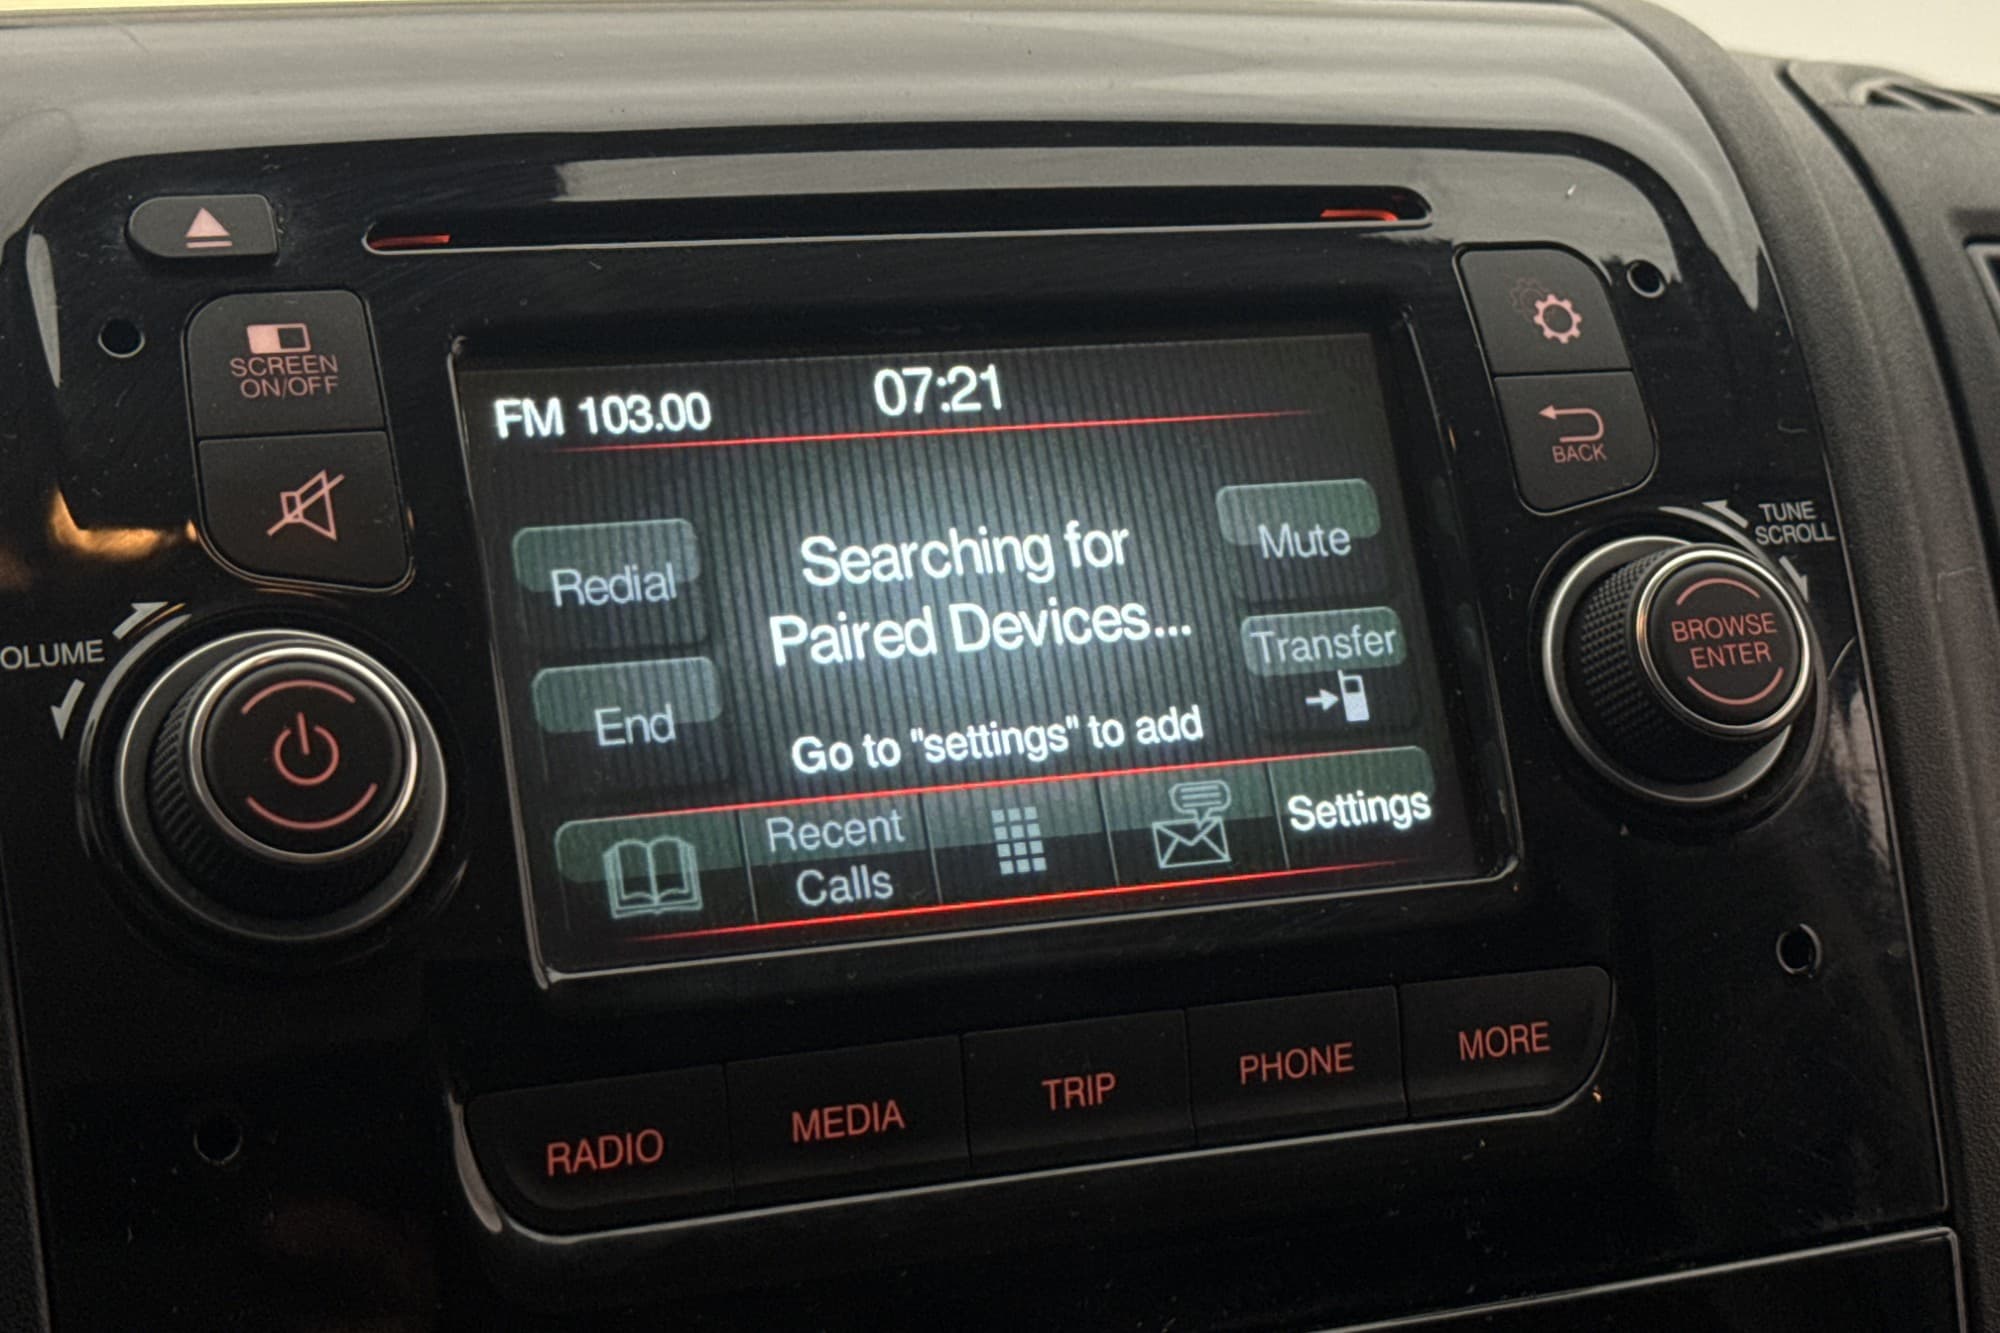 SCREEN
ON/OFF
OLUME
FM 103.00
07:21
Redial
End
Searching for
Paired Devices...
Go to "settings" to add
Mute
Transfer
Recent
Calls
Settings
BACK
TUNE
SCROLL
BROWSE
ENTER
RADIO
MEDIA
TRIP
PHONE
MORE